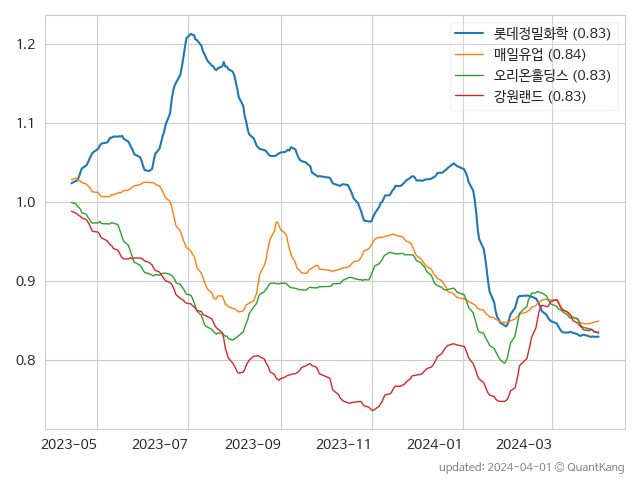 롯데정밀화학 (0.83)
매일유업 (0.84)
오리온홀딩스 (0.83)
강원랜드 (0.83)
1.2
1.1
1.0
0.9
0.8
2023-05 2023-07 2023-09 2023-11 2024-01 2024-03
updated: 2024-04-01 © QuantKang